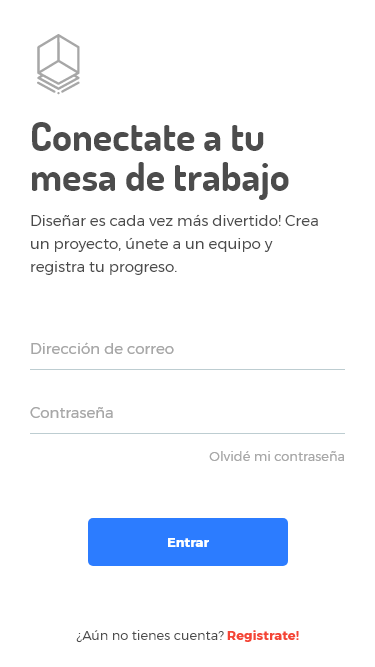 Conectate a tu
mesa de trabajo
Diseñar es cada vez más divertido! Crea
un proyecto, únete a un equipo y
registra tu progreso.
Dirección de correo
Contraseña
Olvidé mi contraseña
Entrar
¿Aún no tienes cuenta? Registrate!